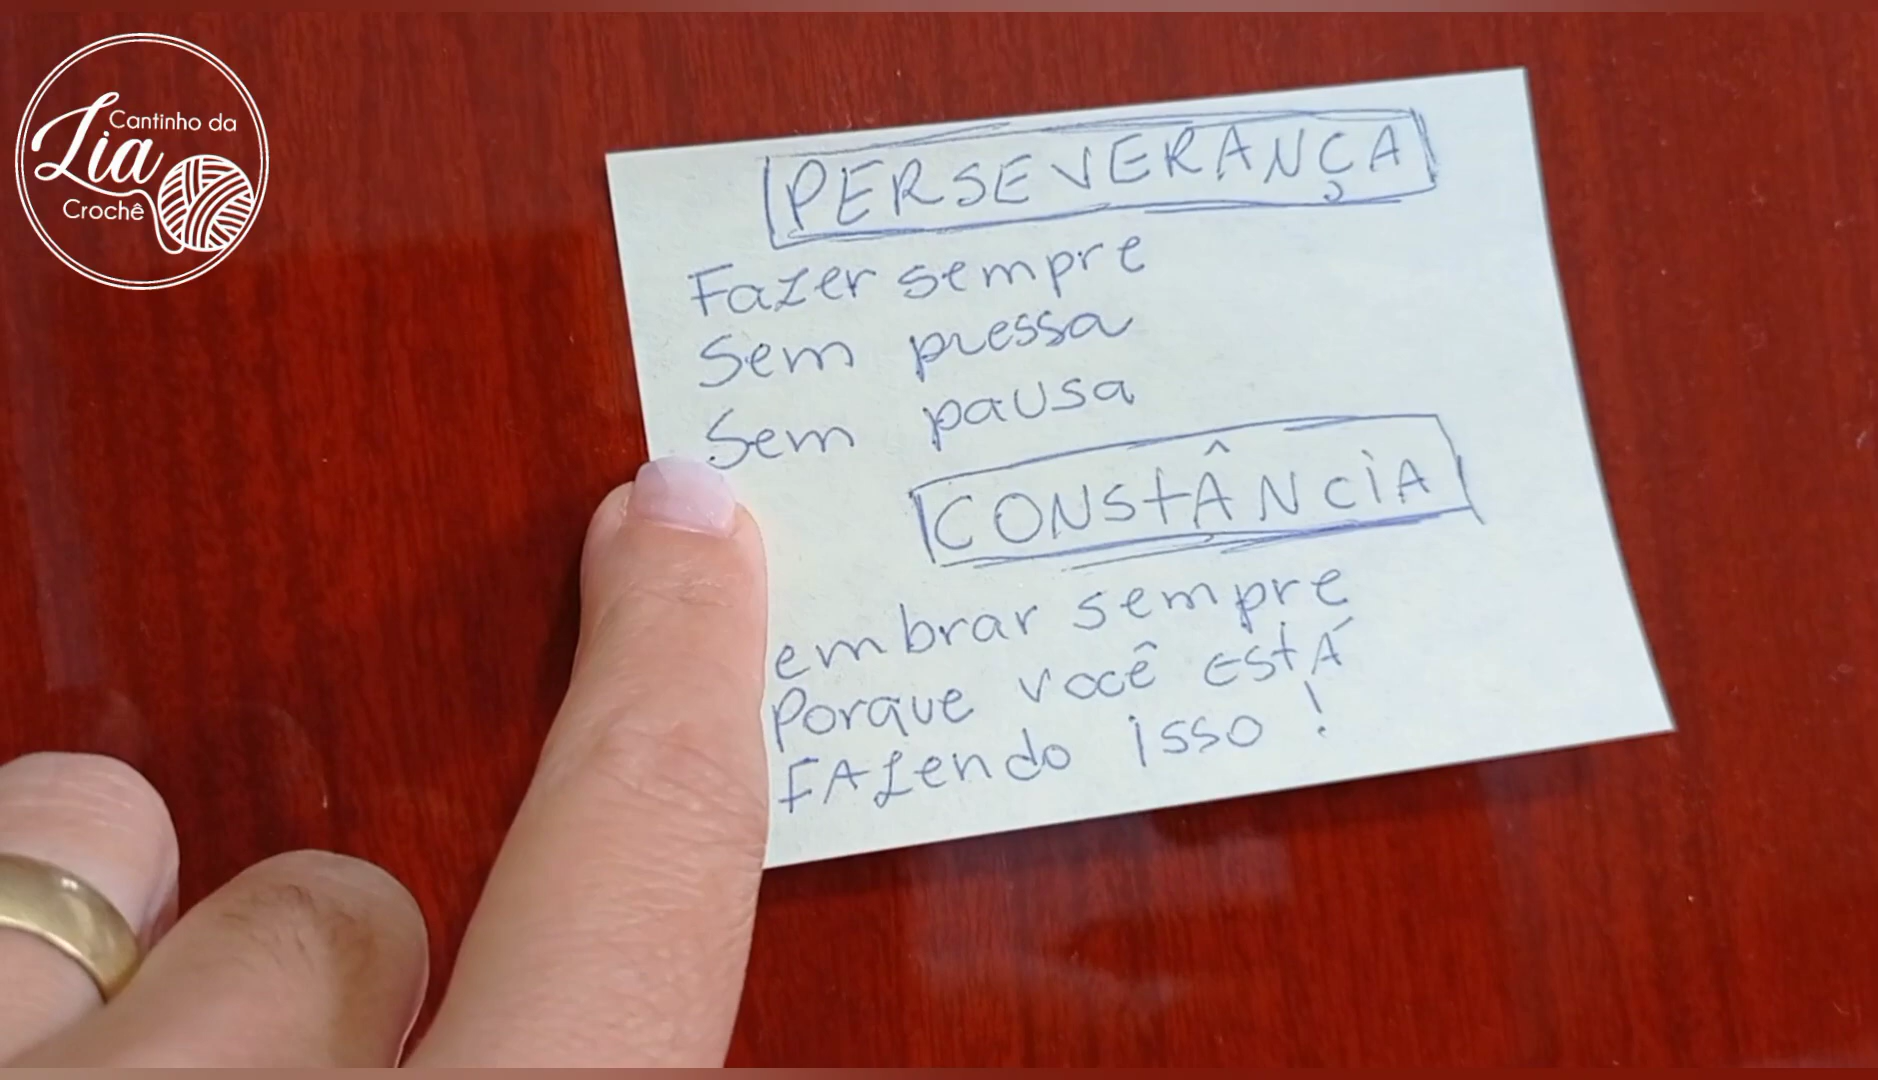 Cantinho da
Lia
Crochê
PERSEVERANÇA
Fazer sempre
Sem pressa
Sem pausa
CONSTÂNCIA
embrar sempre
Porque você está
FAzendo isso!